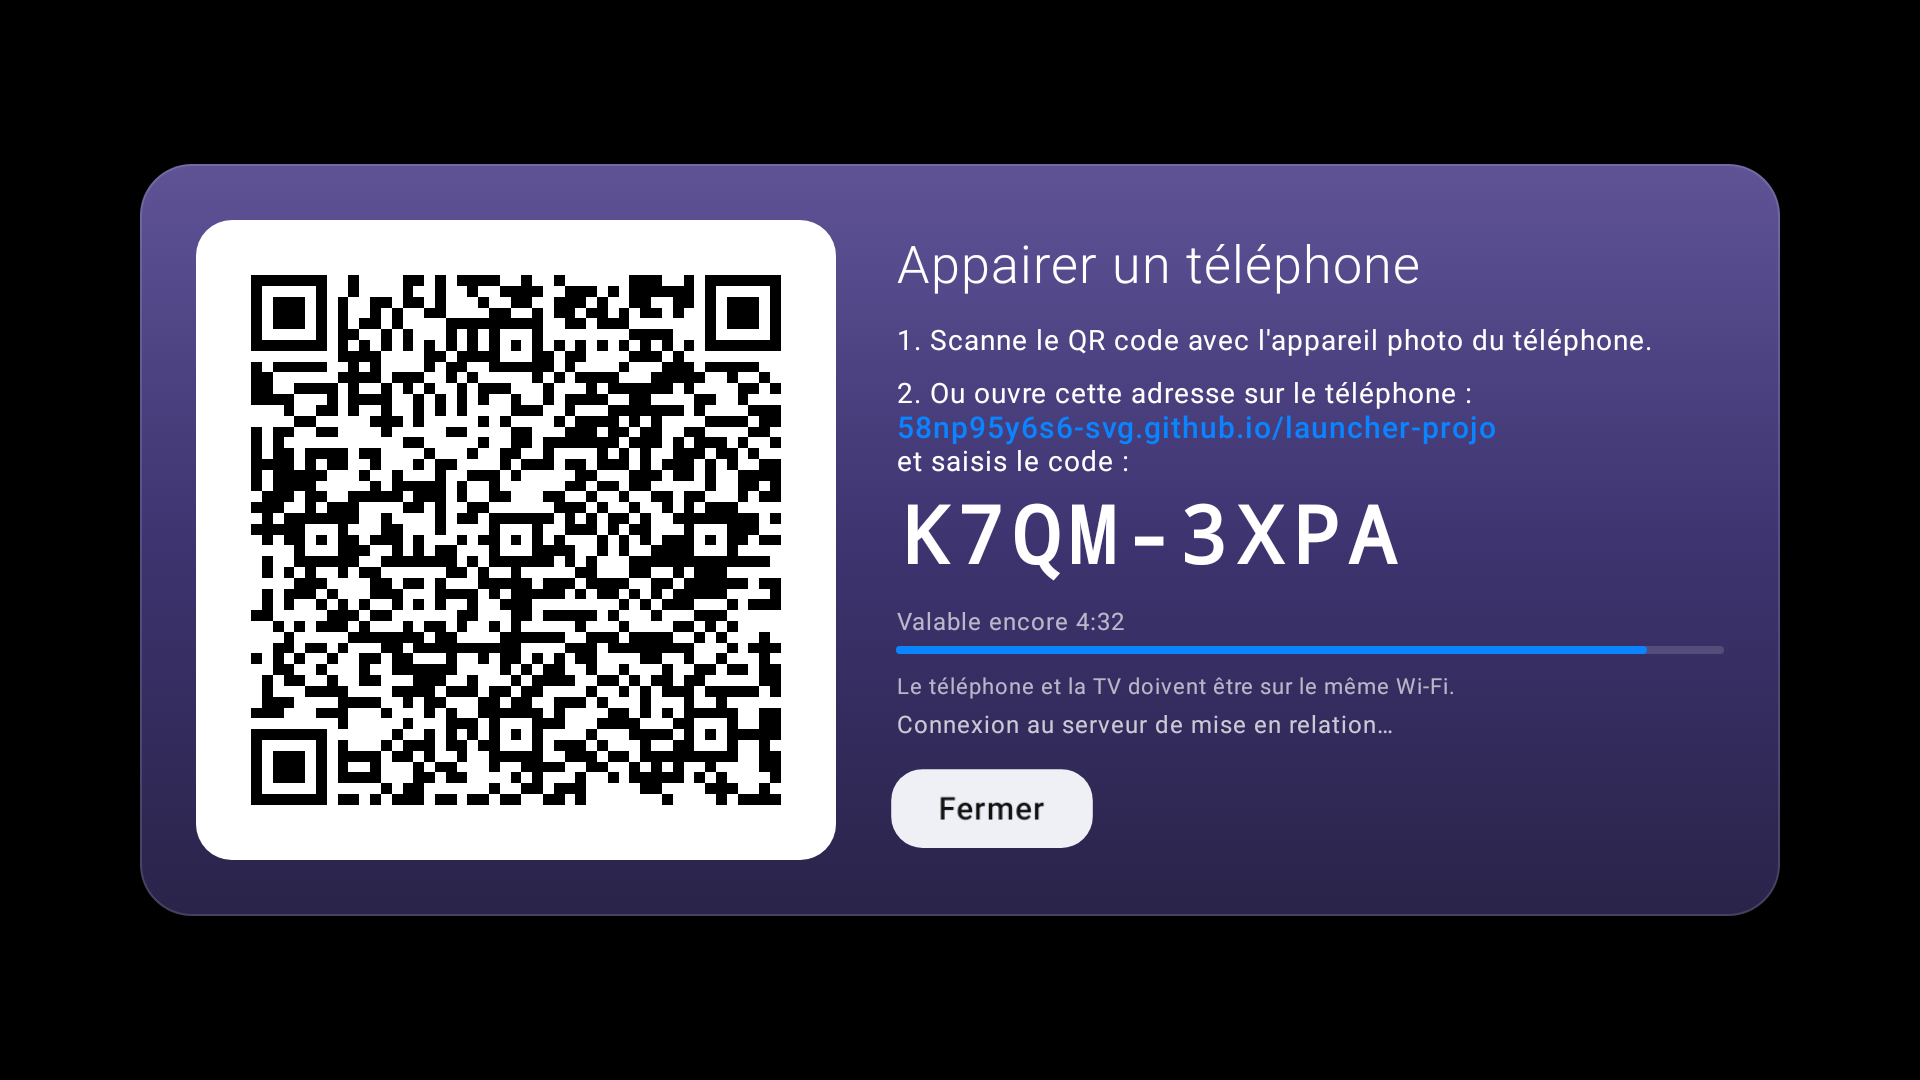 Appairer un téléphone
1. Scanne le QR code avec l'appareil photo du téléphone.
2. Ou ouvre cette adresse sur le téléphone :
58np95y6s6-svg.github.io/launcher-projo
et saisis le code :
K7QM-3XPA
Valable encore 4:32
Le téléphone et la TV doivent être sur le même Wi-Fi.
Connexion au serveur de mise en relation…
Fermer